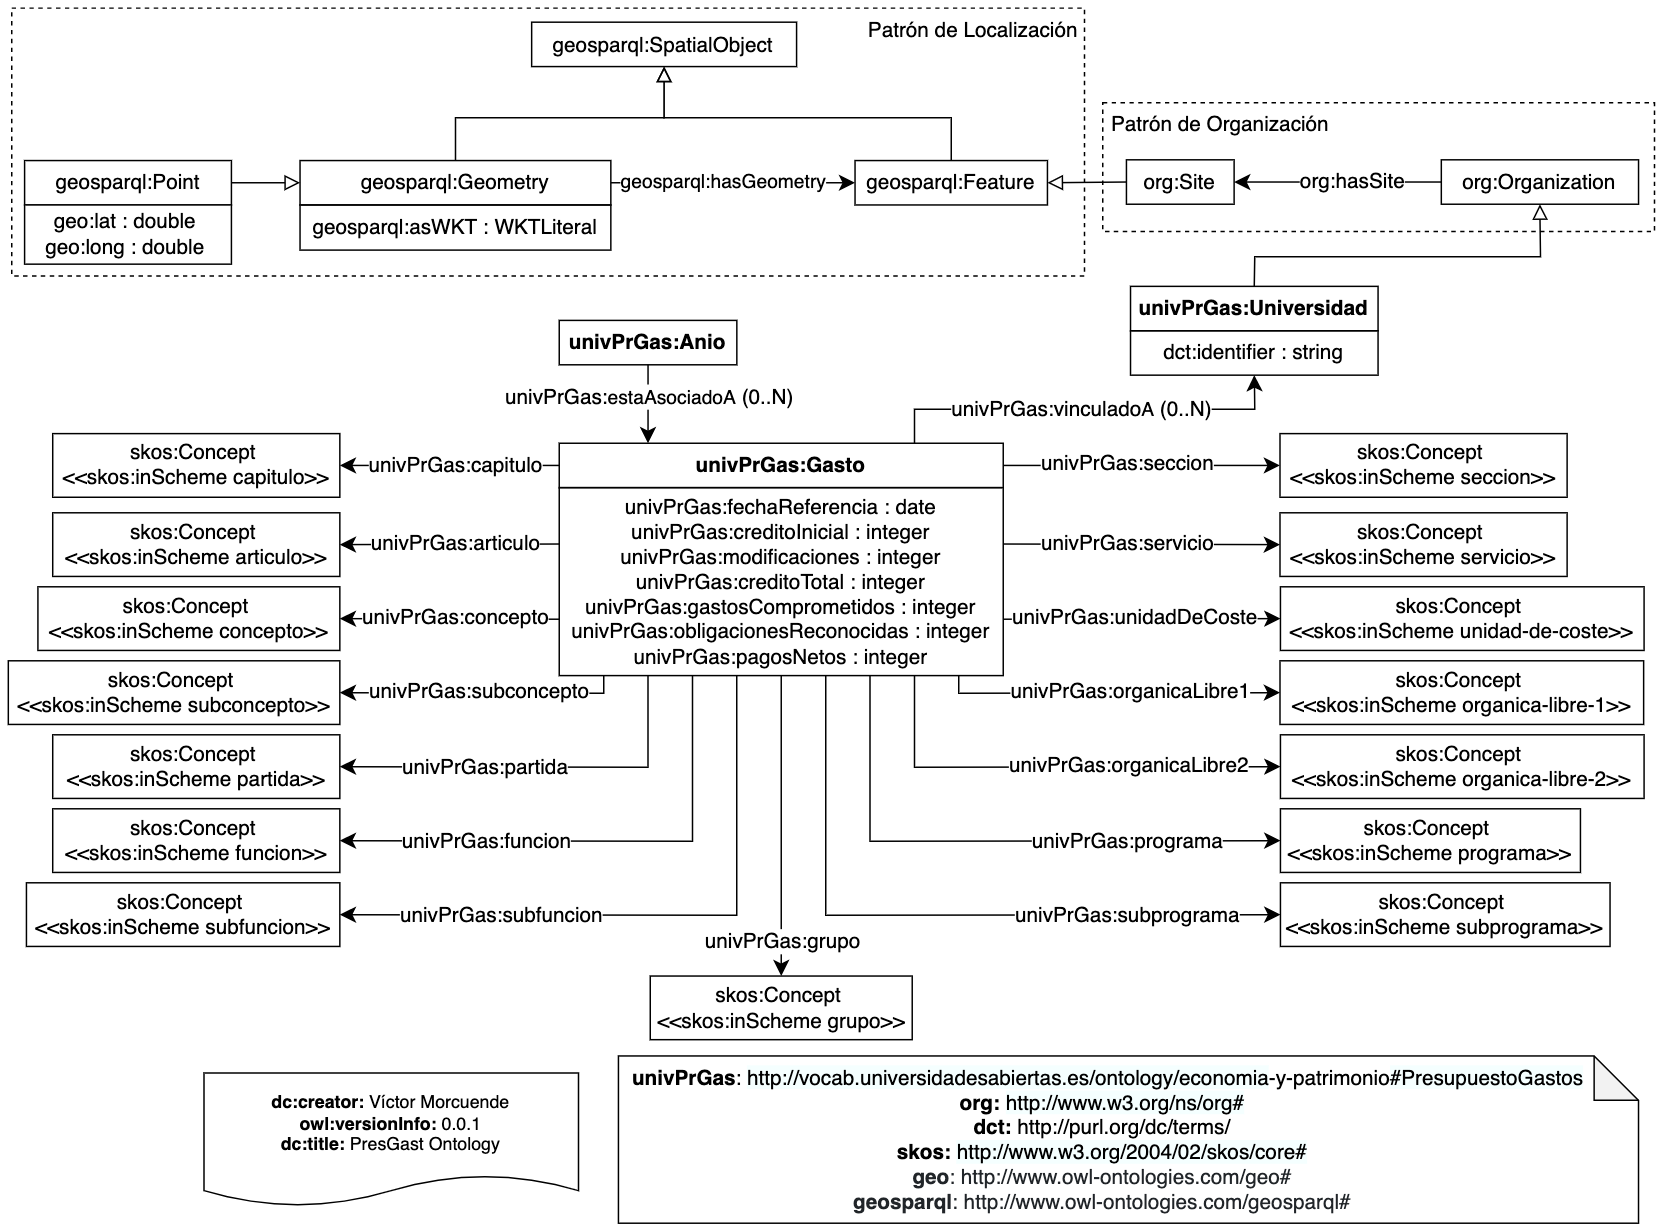 Patrón de Localización
geosparql:SpatialObject
Patrón de Organización
geosparql:Point
geo:lat : double
geo:long : double
geosparql:Geometry
geosparql:asWKT : WKTLiteral
geosparql:hasGeometry
geosparql:Feature
org:Site
org:hasSite
org:Organization
univPrGas:Universidad
dct:identifier : string
univPrGas:Anio
univPrGas:estaAsociadoA (0..N)
univPrGas:vinculadoA (0..N)
skos:Concept
<<skos:inScheme capitulo>>
univPrGas:capitulo
univPrGas:Gasto
univPrGas:fechaReferencia : date
univPrGas:creditoInicial : integer
univPrGas:modificaciones : integer
univPrGas:creditoTotal : integer
univPrGas:gastosComprometidos : integer
univPrGas:obligacionesReconocidas : integer
univPrGas:pagosNetos : integer
univPrGas:seccion
skos:Concept
<<skos:inScheme seccion>>
skos:Concept
<<skos:inScheme articulo>>
univPrGas:articulo
univPrGas:servicio
skos:Concept
<<skos:inScheme servicio>>
skos:Concept
<<skos:inScheme concepto>>
univPrGas:concepto
univPrGas:unidadDeCoste
skos:Concept
<<skos:inScheme unidad-de-coste>>
skos:Concept
<<skos:inScheme subconcepto>>
univPrGas:subconcepto
univPrGas:organicaLibre1
skos:Concept
<<skos:inScheme organica-libre-1>>
skos:Concept
<<skos:inScheme partida>>
univPrGas:partida
univPrGas:organicaLibre2
skos:Concept
<<skos:inScheme organica-libre-2>>
skos:Concept
<<skos:inScheme funcion>>
univPrGas:funcion
univPrGas:programa
skos:Concept
<<skos:inScheme programa>>
skos:Concept
<<skos:inScheme subfuncion>>
univPrGas:subfuncion
univPrGas:subprograma
skos:Concept
<<skos:inScheme subprograma>>
univPrGas:grupo
skos:Concept
<<skos:inScheme grupo>>
dc:creator: Víctor Morcuende
owl:versionInfo: 0.0.1
dc:title: PresGast Ontology
univPrGas: http://vocab.universidadesabiertas.es/ontology/economia-y-patrimonio#PresupuestoGastos
org: http://www.w3.org/ns/org#
dct: http://purl.org/dc/terms/
skos: http://www.w3.org/2004/02/skos/core#
geo: http://www.owl-ontologies.com/geo#
geosparql: http://www.owl-ontologies.com/geosparql#